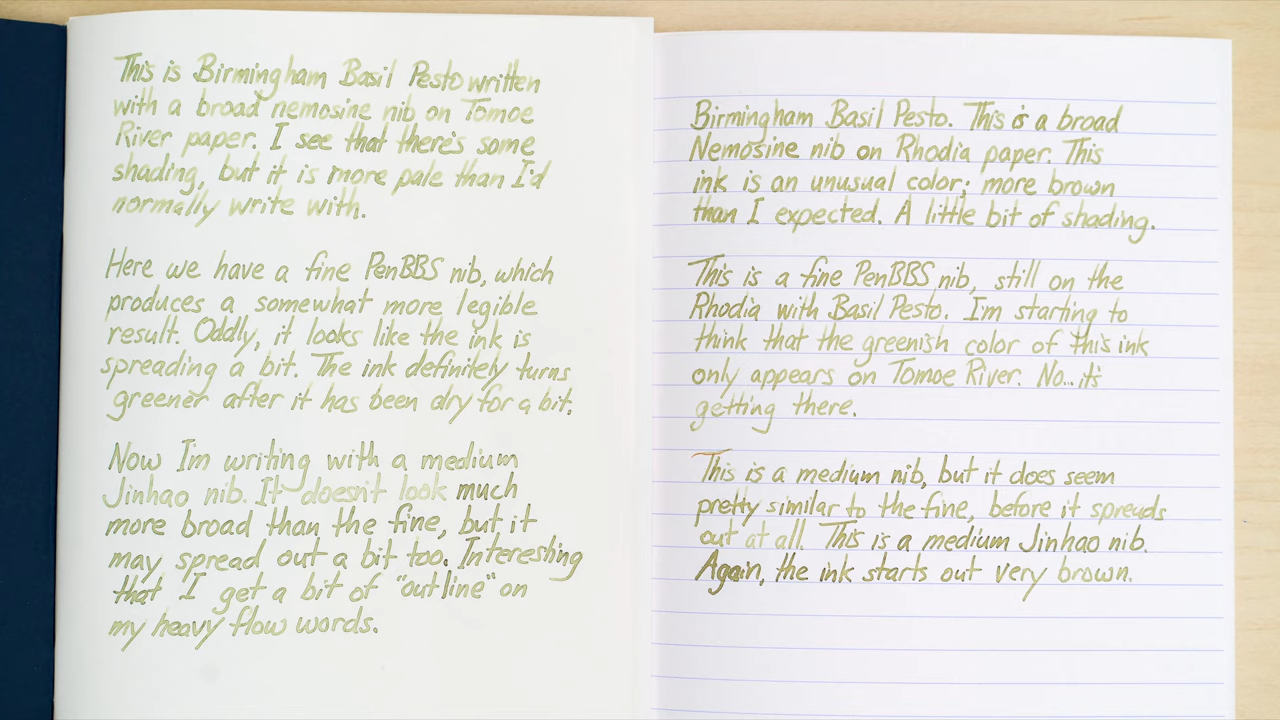 This is Birmingham Basil Pesto written
with a broad nemosine nib on Tomoe
River paper. I see that there's some
shading, but it is more pale than I'd
normally write with.
Here we have a fine PenBBS nib, which
produces a somewhat more legible
result. Oddly, it looks like the ink is
spreading a bit. The ink definitely turns
greener after it has been dry for a bit.
Now I'm writing with a medium
Jinhao nib. It doesn't look much
more broad than the fine, but it
may spread out a bit too. Interesting
that I get a bit of "outline" on
my heavy flow words.
Birmingham Basil Pesto. This is a broad
Nemosine nib on Rhodia paper. This
ink is an unusual color; more brown
than I expected. A little bit of shading.
This is a fine PenBBS nib, still on the
Rhodia with Basil Pesto. I'm starting to
think that the greenish color of this ink
only appears on Tomoe River. No... it's
getting there.
This is a medium nib, but it does seem
pretty similar to the fine, before it spreads
out at all. This is a medium Jinhao nib.
Again, the ink starts out very brown.